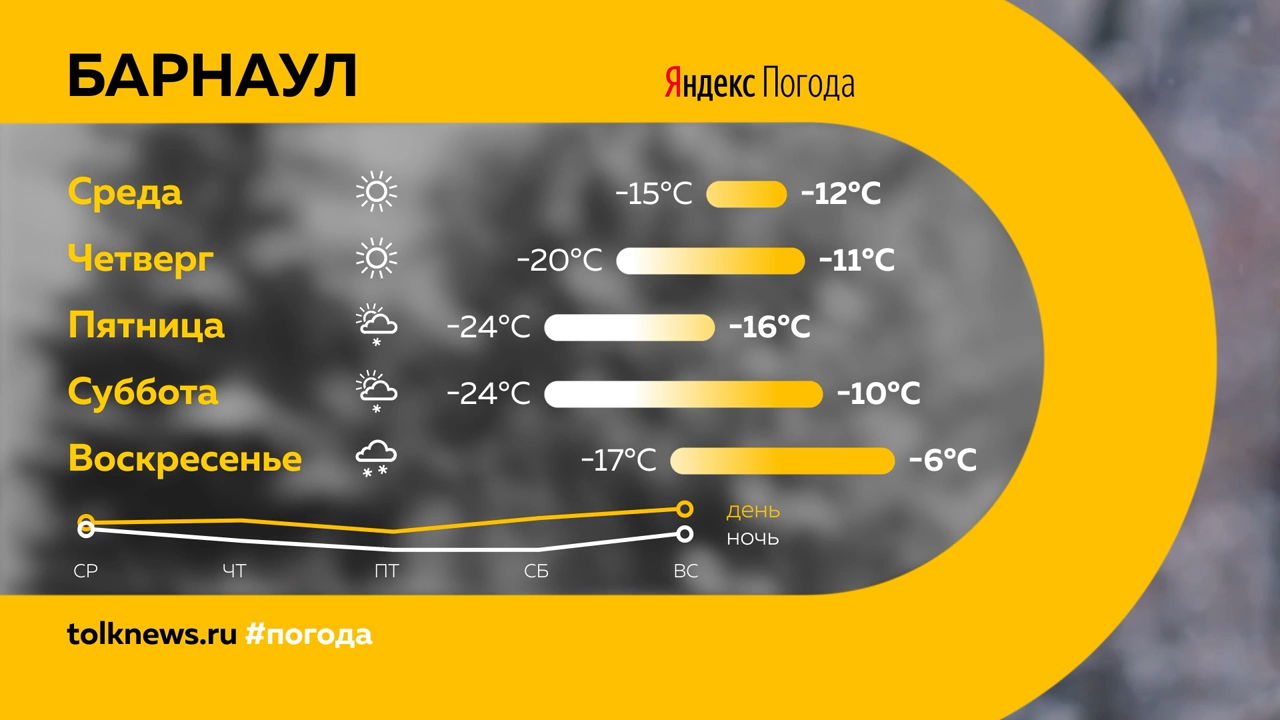 БАРНАУЛ
Яндекс Погода
Среда -15°C -12°C
Четверг -20°C -11°C
Пятница -24°C -16°C
Суббота -24°C -10°C
Воскресенье -17°C -6°C
день
ночь
СР ЧТ ПТ СБ ВС
tolknews.ru #погода